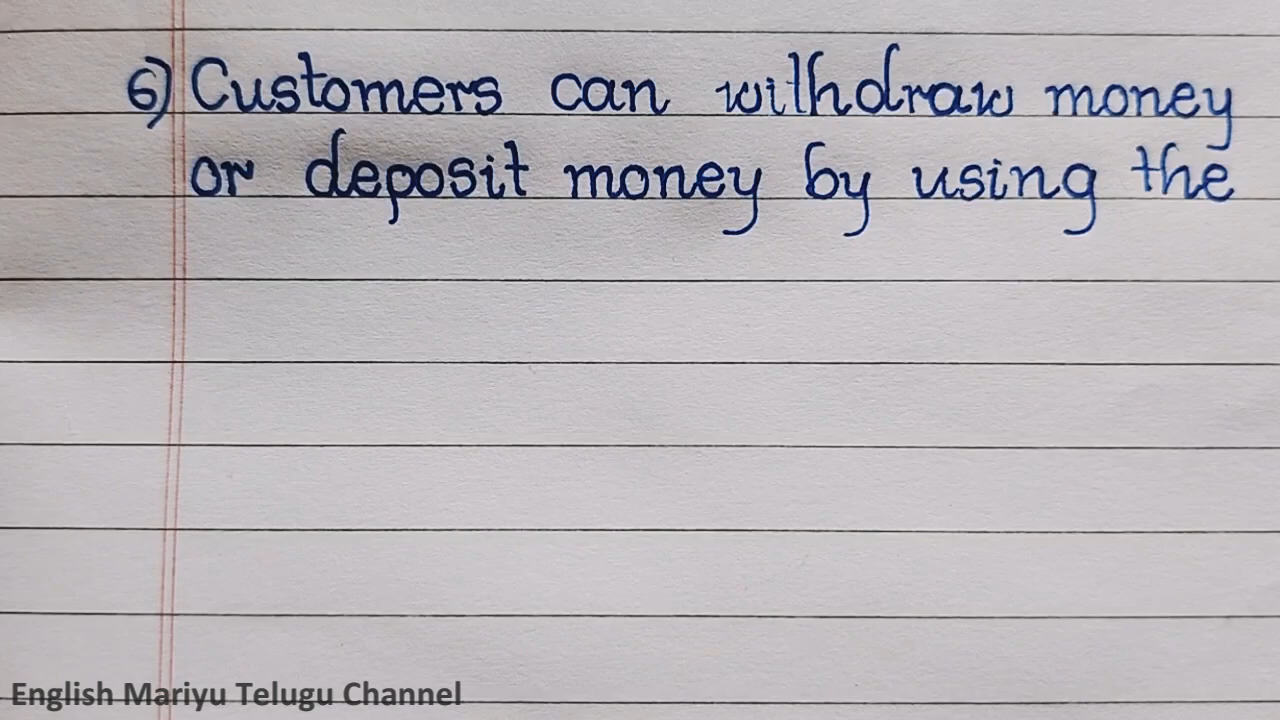 6) Customers can withdraw money
or deposit money by using the
English Mariyu Telugu Channel